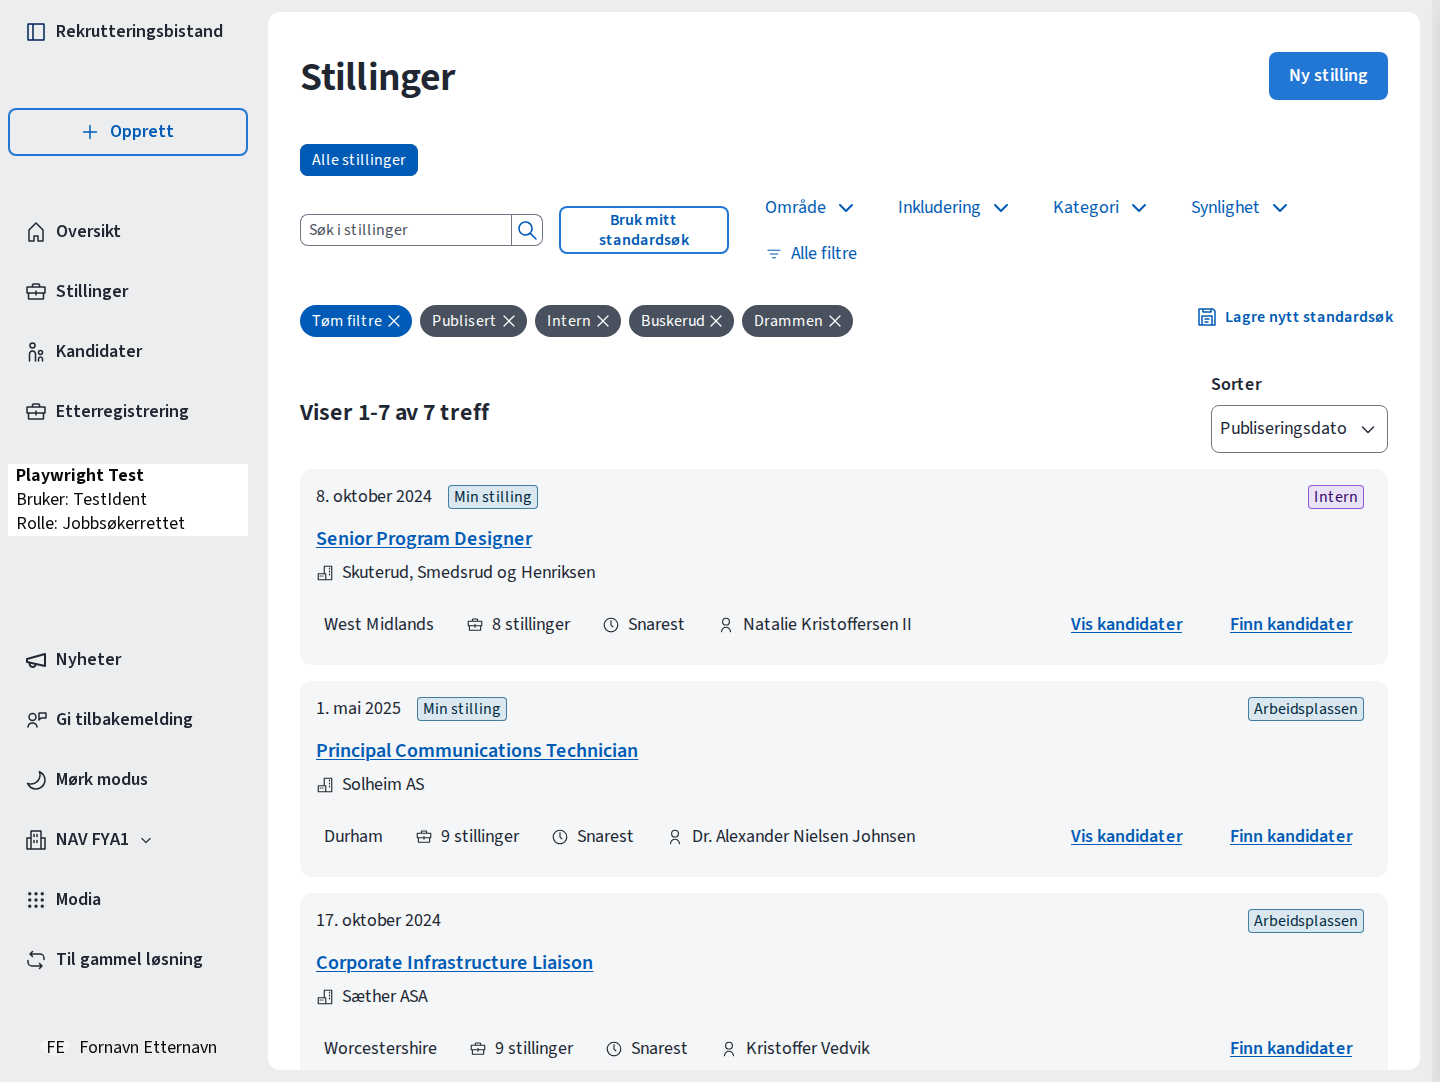 Rekrutteringsbistand
Opprett
Oversikt
Stillinger
Kandidater
Etterregistrering
Playwright Test
Bruker: TestIdent
Rolle: Jobbsøkerrettet
Nyheter
Gi tilbakemelding
Mørk modus
NAV FYA1
Modia
Til gammel løsning
FE Fornavn Etternavn
Stillinger
Ny stilling
Alle stillinger
Søk i stillinger
Bruk mitt
standardsøk
Område Inkludering Kategori Synlighet
Alle filtre
Tøm filtre Publisert Intern Buskerud Drammen
Lagre nytt standardsøk
Viser 1-7 av 7 treff
Sorter
Publiseringsdato
8. oktober 2024 Min stilling Intern
Senior Program Designer
Skuterud, Smedsrud og Henriksen
West Midlands 8 stillinger Snarest Natalie Kristoffersen II Vis kandidater Finn kandidater
1. mai 2025 Min stilling Arbeidsplassen
Principal Communications Technician
Solheim AS
Durham 9 stillinger Snarest Dr. Alexander Nielsen Johnsen Vis kandidater Finn kandidater
17. oktober 2024 Arbeidsplassen
Corporate Infrastructure Liaison
Sæther ASA
Worcestershire 9 stillinger Snarest Kristoffer Vedvik Finn kandidater